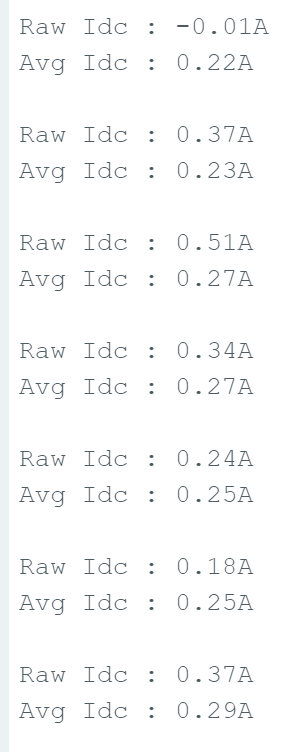 Raw Idc : -0.01A
Avg Idc : 0.22A
Raw Idc : 0.37A
Avg Idc : 0.23A
Raw Idc : 0.51A
Avg Idc : 0.27A
Raw Idc : 0.34A
Avg Idc : 0.27A
Raw Idc : 0.24A
Avg Idc : 0.25A
Raw Idc : 0.18A
Avg Idc : 0.25A
Raw Idc : 0.37A
Avg Idc : 0.29A